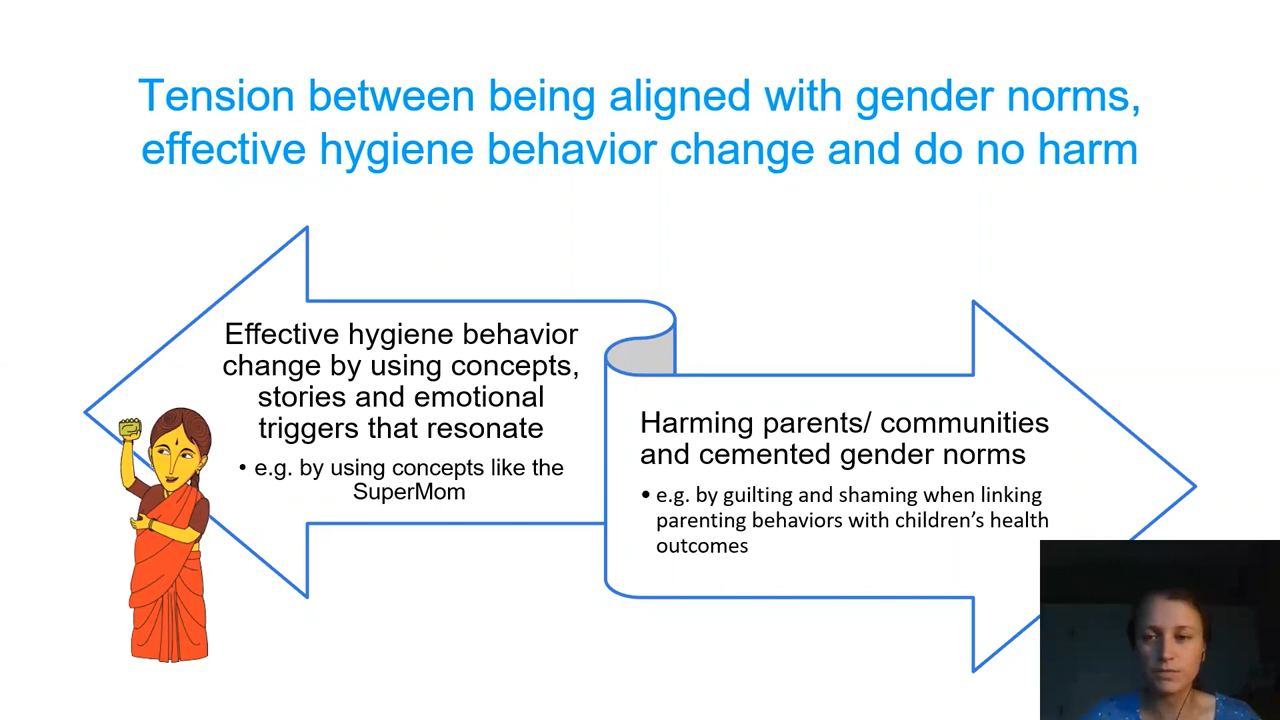 Tension between being aligned with gender norms,
effective hygiene behavior change and do no harm
Effective hygiene behavior
change by using concepts,
stories and emotional
triggers that resonate
• e.g. by using concepts like the
SuperMom
Harming parents/ communities
and cemented gender norms
• e.g. by guilting and shaming when linking
parenting behaviors with children’s health
outcomes